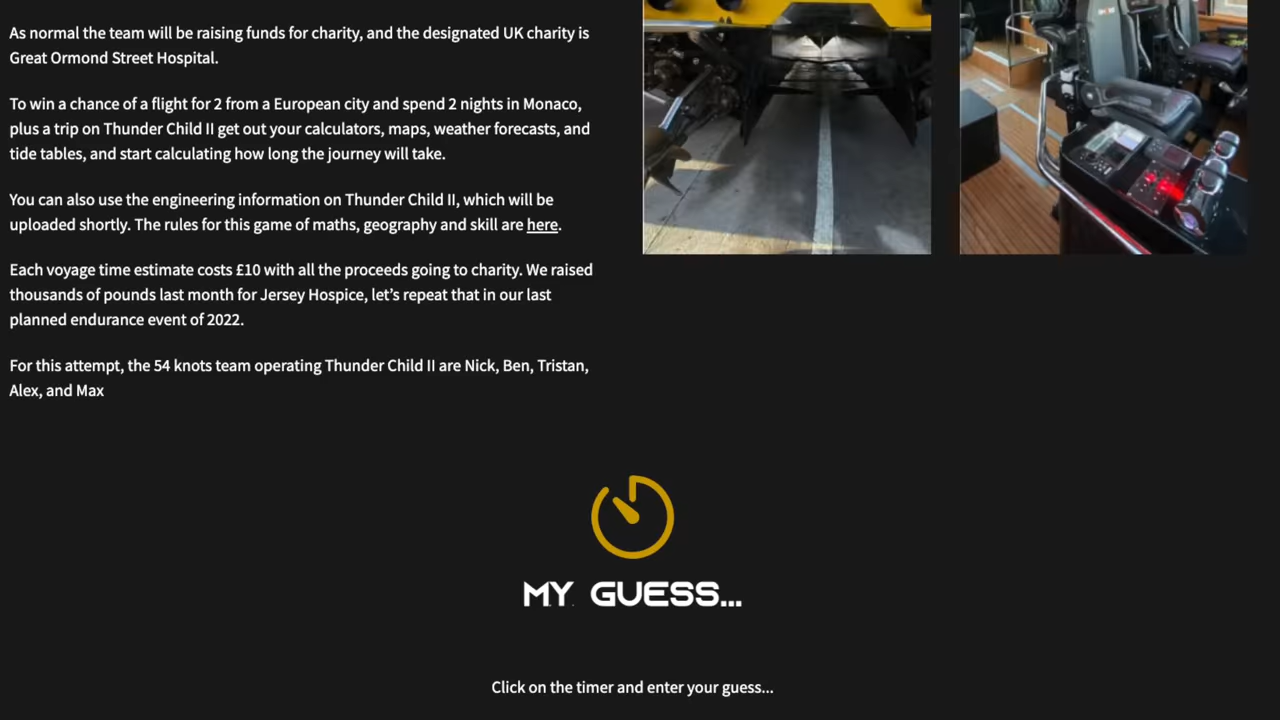 As normal the team will be raising funds for charity, and the designated UK charity is
Great Ormond Street Hospital.
To win a chance of a flight for 2 from a European city and spend 2 nights in Monaco,
plus a trip on Thunder Child II get out your calculators, maps, weather forecasts, and
tide tables, and start calculating how long the journey will take.
You can also use the engineering information on Thunder Child II, which will be
uploaded shortly. The rules for this game of maths, geography and skill are here.
Each voyage time estimate costs £10 with all the proceeds going to charity. We raised
thousands of pounds last month for Jersey Hospice, let’s repeat that in our last
planned endurance event of 2022.
For this attempt, the 54 knots team operating Thunder Child II are Nick, Ben, Tristan,
Alex, and Max
MY GUESS...
Click on the timer and enter your guess...